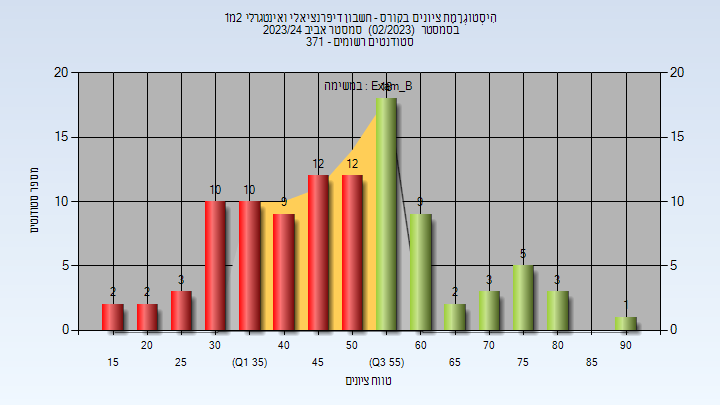 הִיסְטוֹגְרָמַת ציונים בקורס - חשבון דיפרנציאלי ואינטגרלי 2מ1
בסמסטר (02/2023) סמסטר אביב 2023/24
סטודנטים רשומים - 371
במשימה : Exam_B
20 20
15 15
10 10
5 5
0 0
2 2 3 10 10 9 12 12 18 9 2 3 5 3 1
מספר סטודנטים
20 30 40 50 60 70 80 90
15 25 (Q1 35) 45 (Q3 55) 65 75 85
טווח ציונים